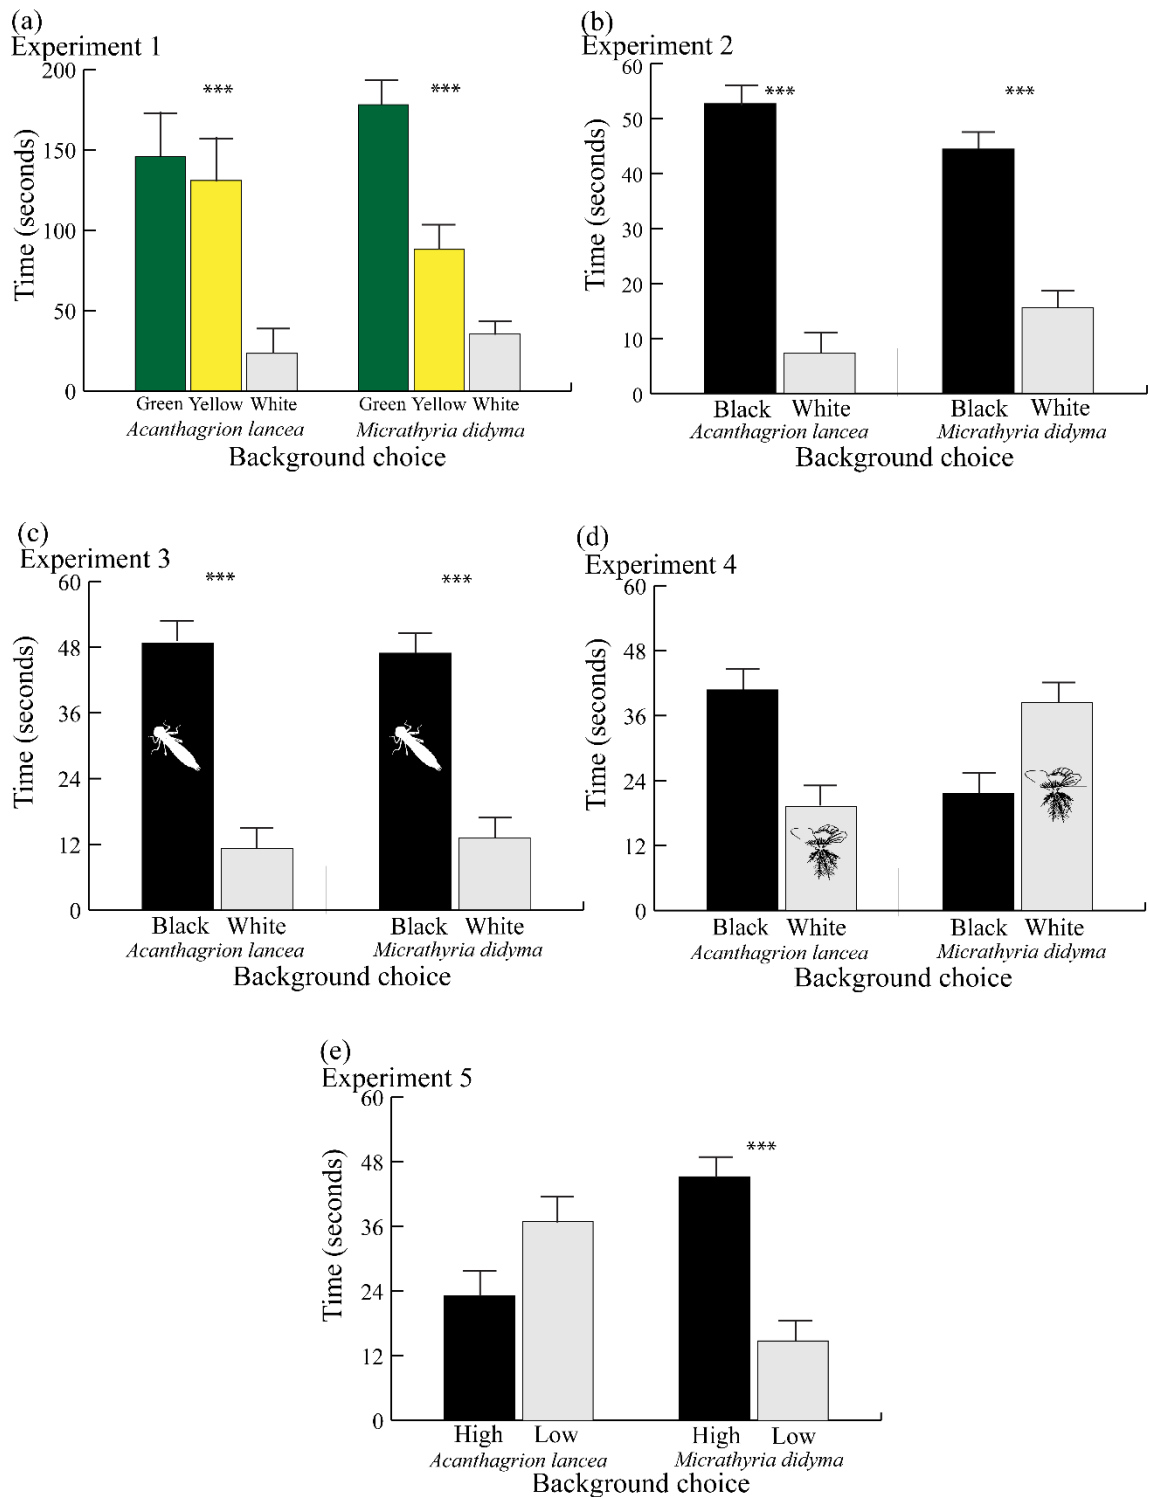 (a)
Experiment 1
Time (seconds)
200
150
100
50
0
***
***
Green Yellow White
Green Yellow White
Acanthagrion lancea
Micrathyria didyma
Background choice
(b)
Experiment 2
Time (seconds)
60
50
40
30
20
10
0
***
***
Black White
Black White
Acanthagrion lancea
Micrathyria didyma
Background choice
(c)
Experiment 3
Time (seconds)
60
48
36
24
12
0
***
***
Black White
Black White
Acanthagrion lancea
Micrathyria didyma
Background choice
(d)
Experiment 4
Time (seconds)
60
48
36
24
12
0
Black White
Black White
Acanthagrion lancea
Micrathyria didyma
Background choice
(e)
Experiment 5
Time (seconds)
60
48
36
24
12
0
***
High Low
High Low
Acanthagrion lancea
Micrathyria didyma
Background choice